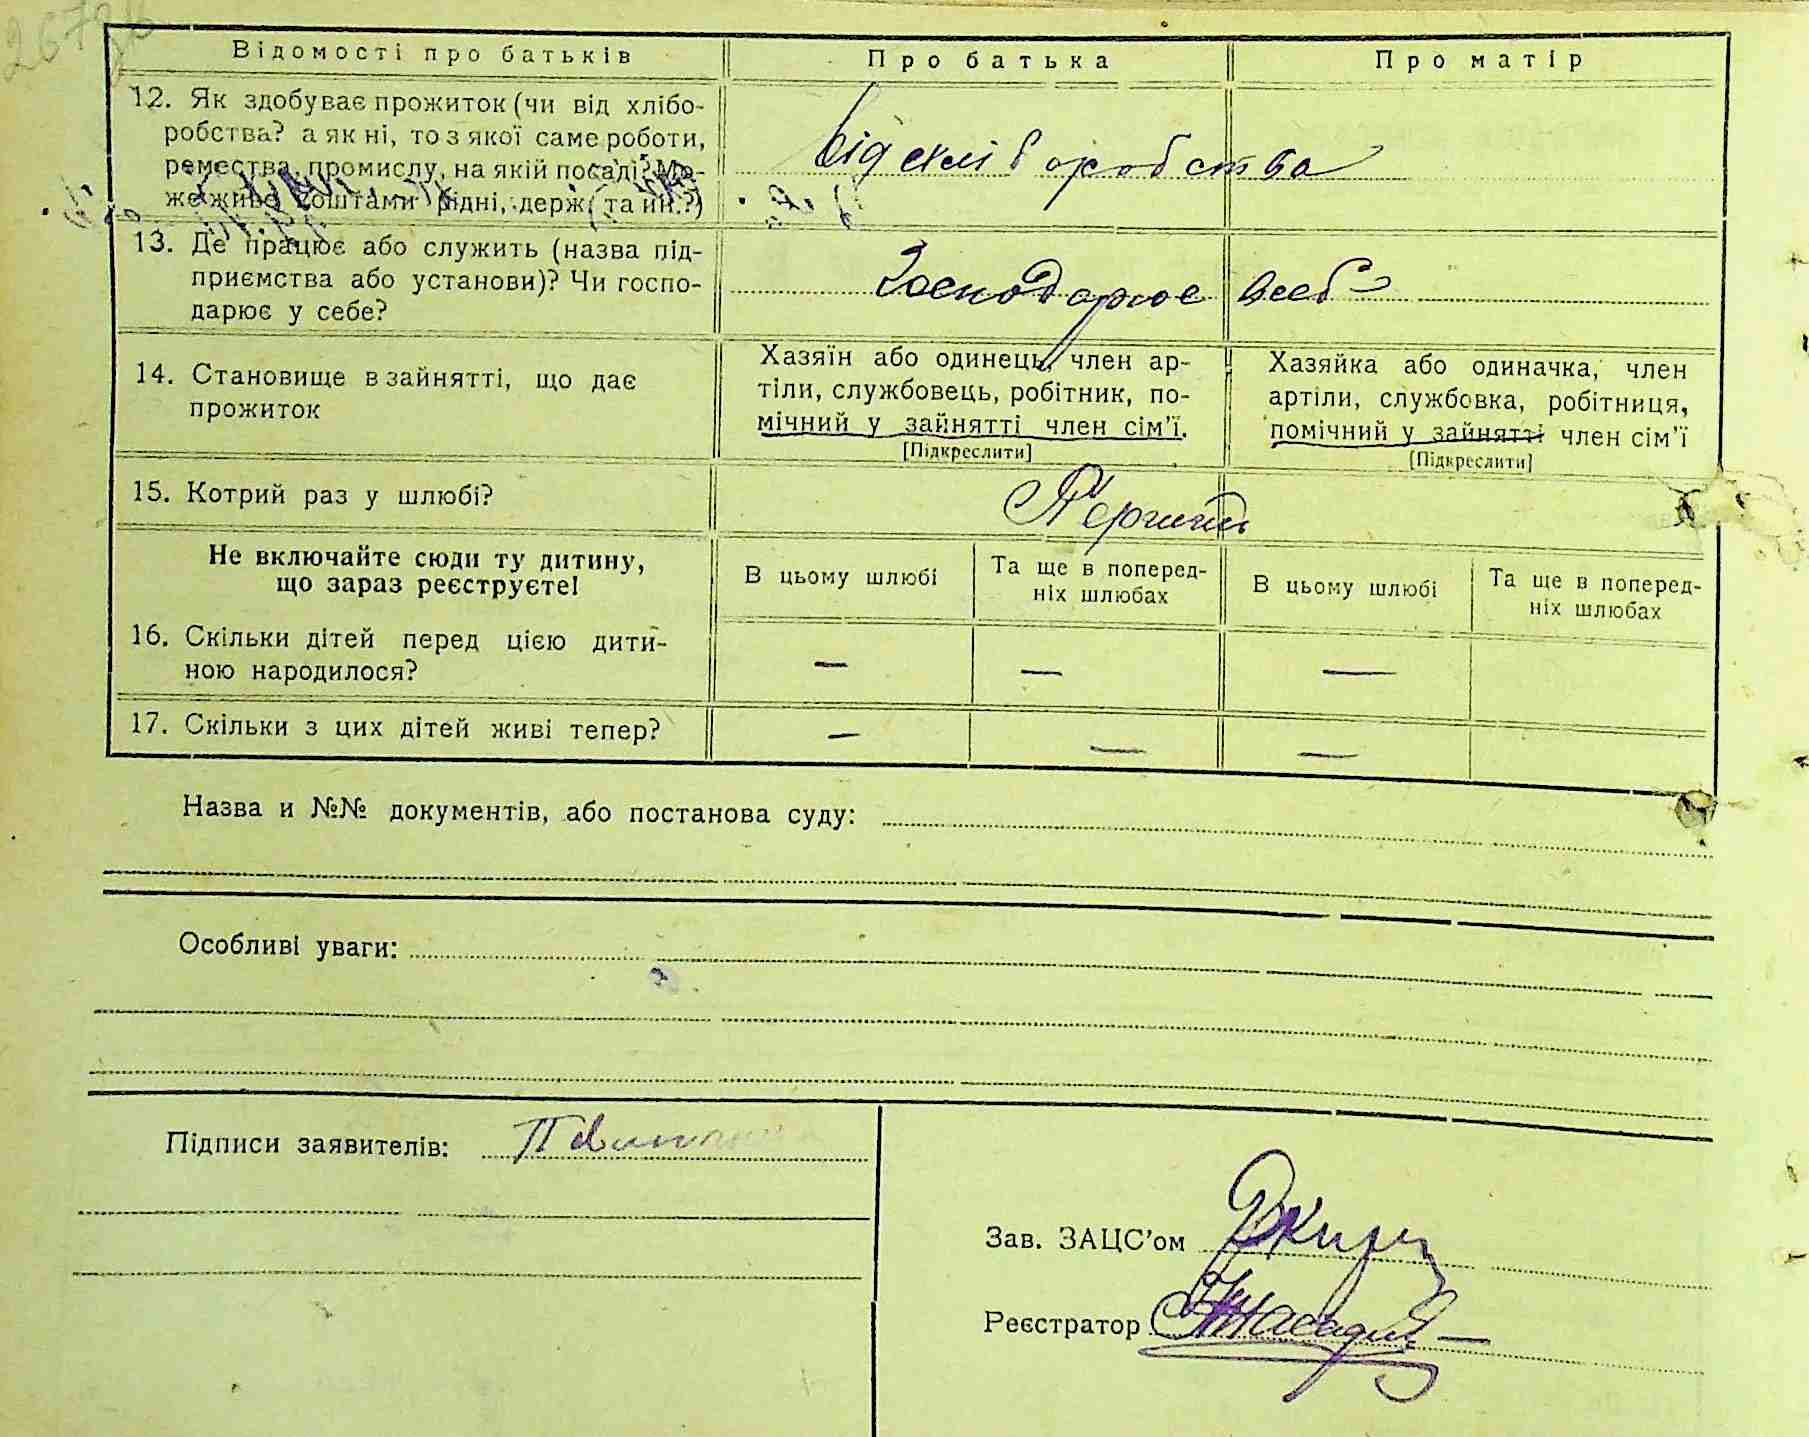 Відомості про батьків
Про батька
Про матір
12. Як здобуває прожиток (чи від хлібо-
робства? а як ні, то з якої саме роботи,
ремества, промислу, на якій посаді? Мо-
же живе коштами рідні, держ. та ин.?)
від хліборобства
13. Де працює або служить (назва під-
приємства або установи)? Чи госпо-
дарює у себе?
Господарює в себе
14. Становище в зайнятті, що дає
прожиток
Хазяїн або одинець, член ар-
тіли, службовець, робітник, по-
мічний у зайнятті член сім'ї.
[Підкреслити]
Хазяйка або одиначка, член
артіли, службовка, робітниця,
помічний у зайнятті член сім'ї
[Підкреслити]
15. Котрий раз у шлюбі?
Не включайте сюди ту дитину,
що зараз реєструєте!
В цьому шлюбі
Та ще в поперед-
ніх шлюбах
В цьому шлюбі
Та ще в поперед-
ніх шлюбах
16. Скільки дітей перед цією дити-
ною народилося?
— — —
17. Скільки з цих дітей живі тепер?
— — —
Назва и №№ документів, або постанова суду:
Особливі уваги:
Підписи заявителів:
Зав. ЗАЦС'ом
Реєстратор